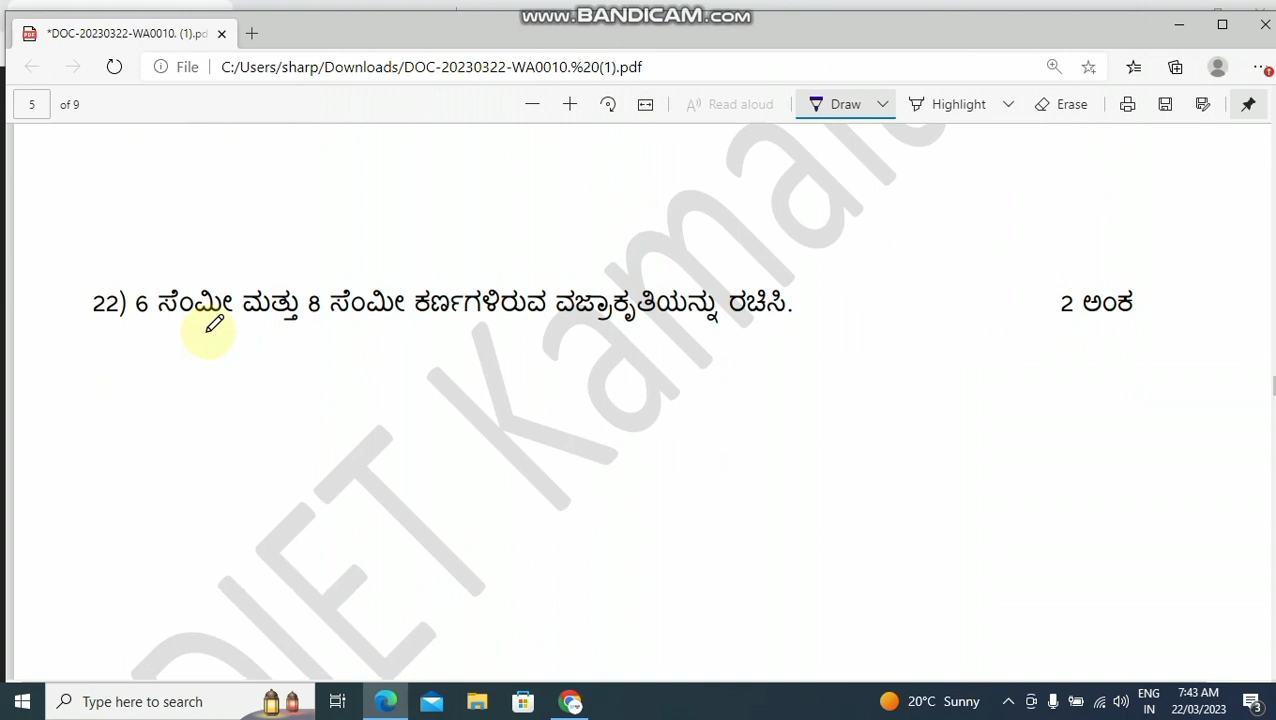 www.BANDICAM.com
*DOC-20230322-WA0010. (1).pd
File C:/Users/sharp/Downloads/DOC-20230322-WA0010.%20(1).pdf
5 of 9 Read aloud Draw Highlight Erase
22) 6 ಸೆಂಮೀ ಮತ್ತು 8 ಸೆಂಮೀ ಕರ್ಣಗಳಿರುವ ವಜ್ರಾಕೃತಿಯನ್ನು ರಚಿಸಿ. 2 ಅಂಕ
DIET Kamala
Type here to search 20°C Sunny ENG 7:43 AM
IN 22/03/2023 3